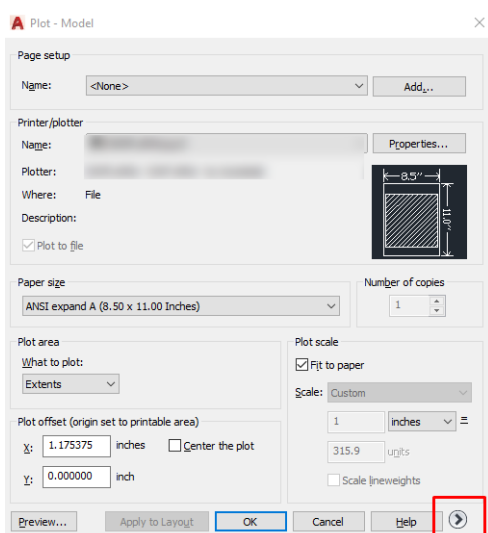 Plot - Model
Page setup
Name: <None> Add...
Printer/plotter
Name: Properties...
Plotter:
Where: File
Description:
Plot to file
8.5''
11.0''
Paper size
ANSI expand A (8.50 x 11.00 Inches)
Number of copies
1
Plot area
What to plot:
Extents
Plot scale
Fit to paper
Scale: Custom
1 inches =
315.9 units
Scale lineweights
Plot offset (origin set to printable area)
X: 1.175375 inches Center the plot
Y: 0.000000 inch
Preview... Apply to Layout OK Cancel Help